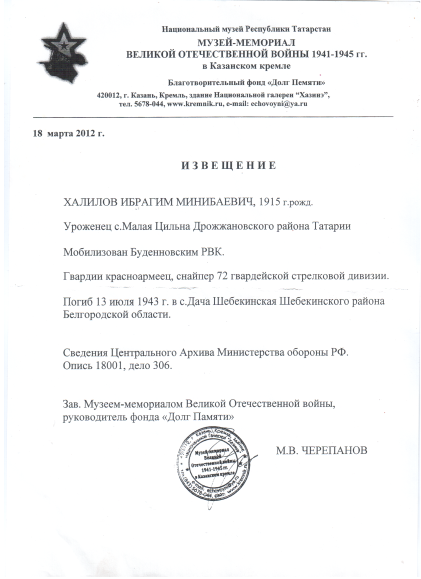 Национальный музей Республики Татарстан
МУЗЕЙ-МЕМОРИАЛ
ВЕЛИКОЙ ОТЕЧЕСТВЕННОЙ ВОЙНЫ 1941-1945 гг.
в Казанском кремле
Благотворительный фонд «Долг Пемяти»
420012, г. Казань, Кремль, здание Национальной галереи "Хазинэ",
тел. 5678-044, www.kremnik.ru, e-mail: echovoyni@ya.ru
18 марта 2012 г.
И З В Е Щ Е Н И Е
ХАЛИЛОВ ИБРАГИМ МИНИБАЕВИЧ, 1915 г.рожд.
Уроженец с.Малая Цильна Дрожжановского района Татарии
Мобилизован Буденновским РВК.
Гвардии красноармеец, снайпер 72 гвардейской стрелковой дивизии.
Погиб 13 июля 1943 г. в с.Дача Шебекинская Шебекинского района
Белгородской области.
Сведения Центрального Архива Министерства обороны РФ.
Опись 18001, дело 306.
Зав. Музеем-мемориалом Великой Отечественной войны,
руководитель фонда «Долг Памяти»
М.В. ЧЕРЕПАНОВ
Музей-мемориал
Великой
Отечественной войны
1941-1945 гг.
в Казанском кремле